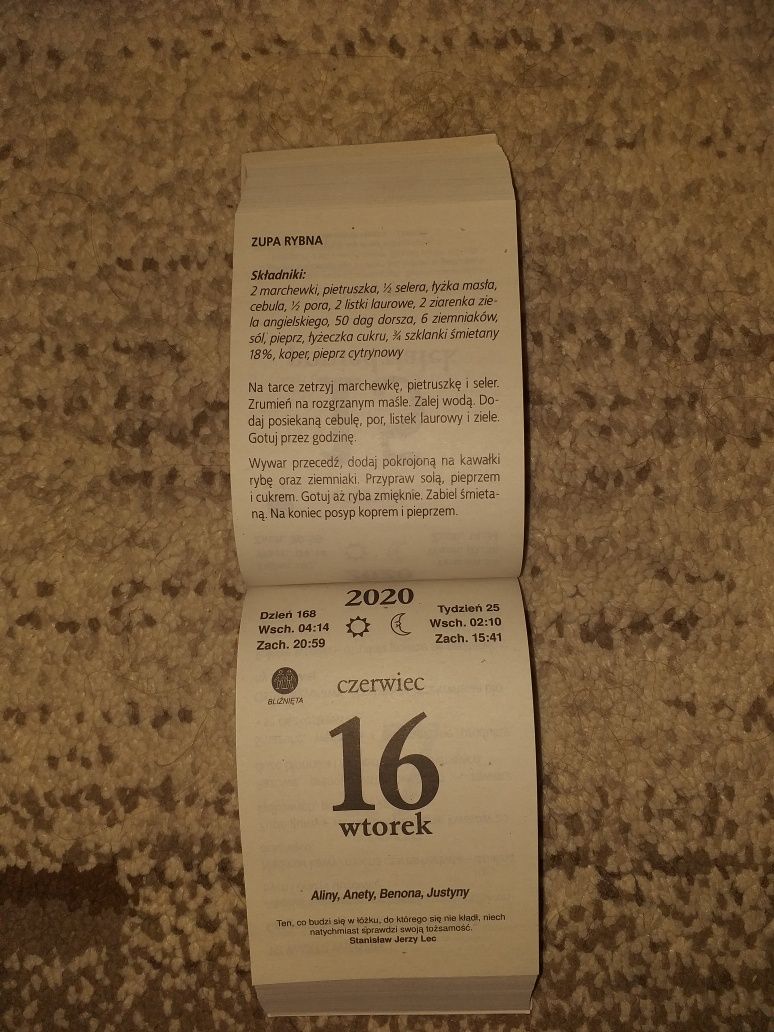 ZUPA RYBNA
Składniki:
2 marchewki, pietruszka, ½ selera, łyżka masła,
cebula, ½ pora, 2 listki laurowe, 2 ziarenka zie-
la angielskiego, 50 dag dorsza, 6 ziemniaków,
sól, pieprz, łyżeczka cukru, ¾ szklanki śmietany
18%, koper, pieprz cytrynowy
Na tarce zetrzyj marchewkę, pietruszkę i seler.
Zrumień na rozgrzanym maśle. Zalej wodą. Do-
daj posiekaną cebulę, por, listek laurowy i ziele.
Gotuj przez godzinę.
Wywar przecedź, dodaj pokrojoną na kawałki
rybę oraz ziemniaki. Przypraw solą, pieprzem
i cukrem. Gotuj aż ryba zmięknie. Zabiel śmieta-
ną. Na koniec posyp koprem i pieprzem.
2020
Dzień 168
Wsch. 04:14
Zach. 20:59
Tydzień 25
Wsch. 02:10
Zach. 15:41
BLIŹNIĘTA
czerwiec
16
wtorek
Aliny, Anety, Benona, Justyny
Ten, co budzi się w łóżku, do którego się nie kładł, niech
natychmiast sprawdzi swoją tożsamość.
Stanisław Jerzy Lec